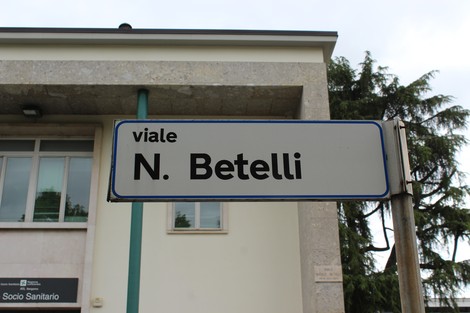 viale
N. Betelli
Socio Sanitario